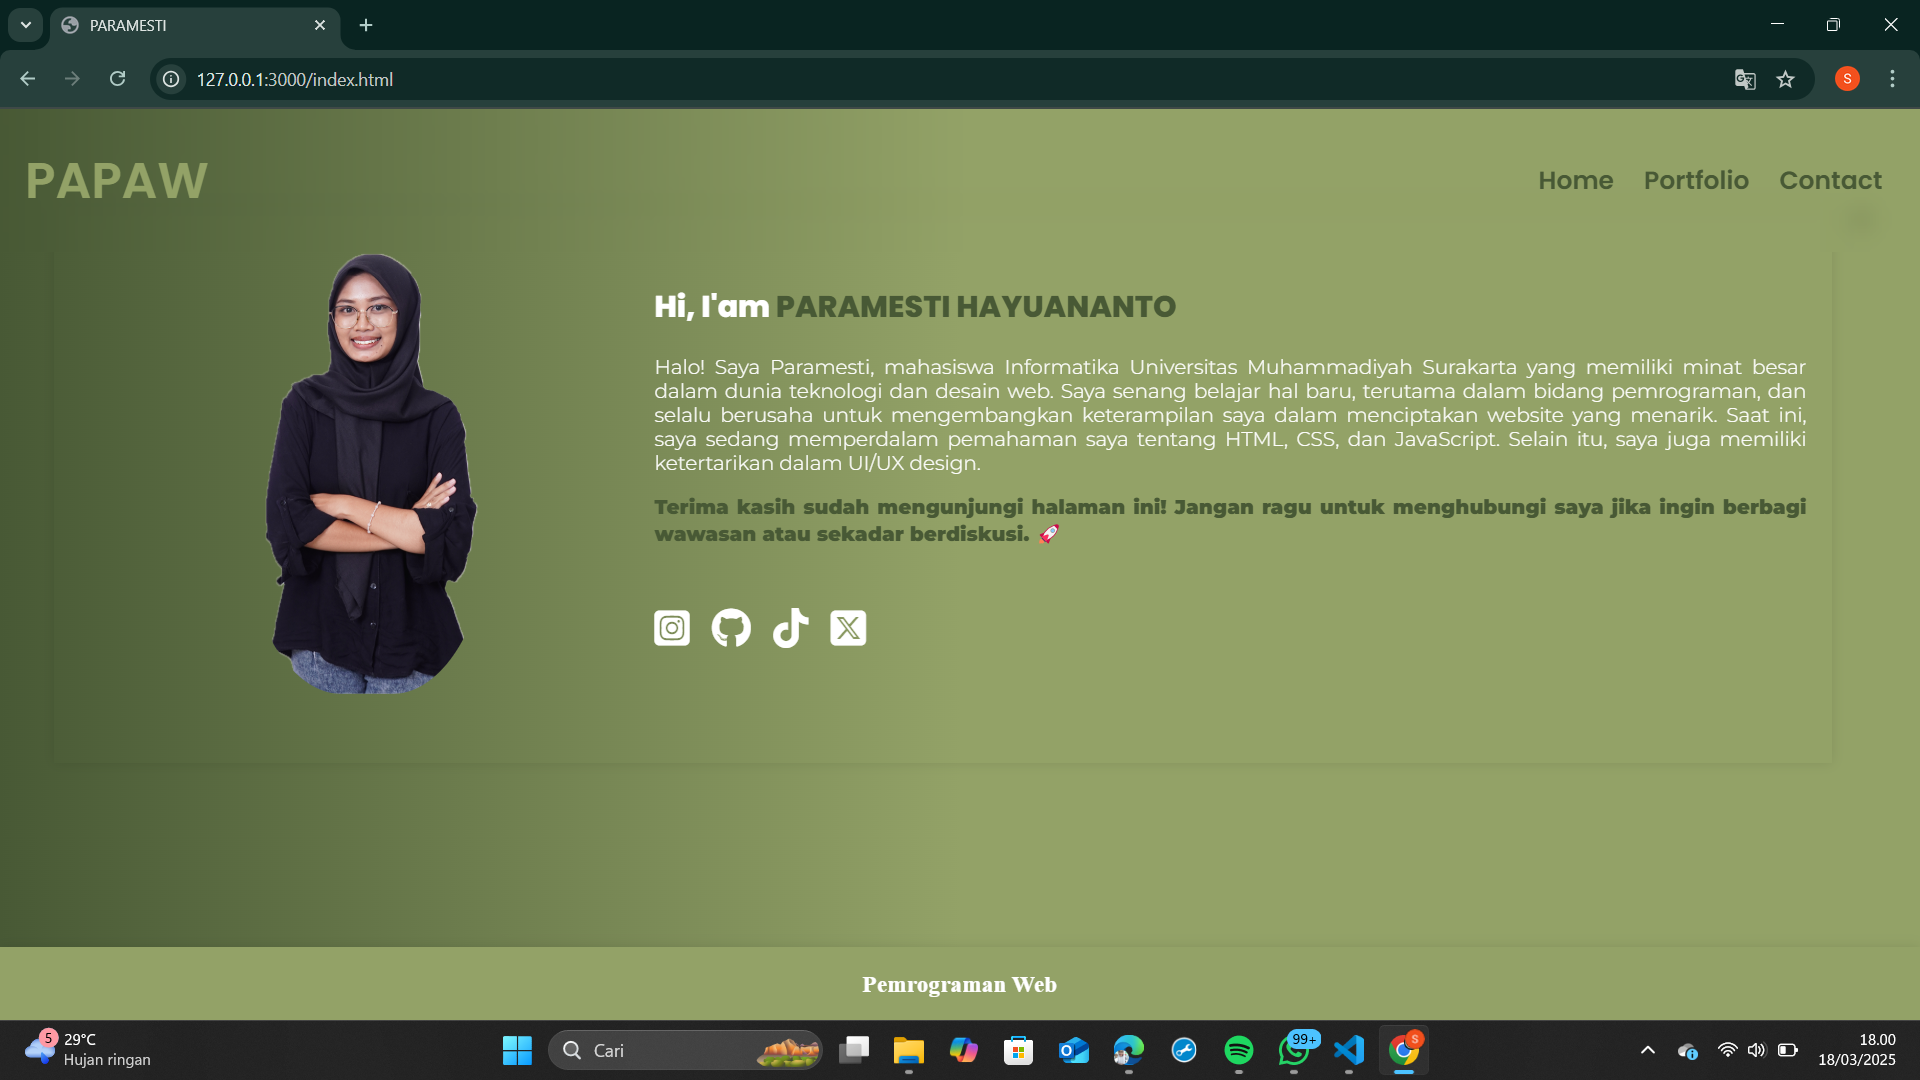 PARAMESTI
127.0.0.1:3000/index.html
S
PAPAW
Home Portfolio Contact
Hi, I'am PARAMESTI HAYUANANTO
Halo! Saya Paramesti, mahasiswa Informatika Universitas Muhammadiyah Surakarta yang memiliki minat besar
dalam dunia teknologi dan desain web. Saya senang belajar hal baru, terutama dalam bidang pemrograman, dan
selalu berusaha untuk mengembangkan keterampilan saya dalam menciptakan website yang menarik. Saat ini,
saya sedang memperdalam pemahaman saya tentang HTML, CSS, dan JavaScript. Selain itu, saya juga memiliki
ketertarikan dalam UI/UX design.
Terima kasih sudah mengunjungi halaman ini! Jangan ragu untuk menghubungi saya jika ingin berbagi
wawasan atau sekadar berdiskusi. 🚀
Pemrograman Web
5
29°C
Hujan ringan
Cari
99+
S
18.00
18/03/2025